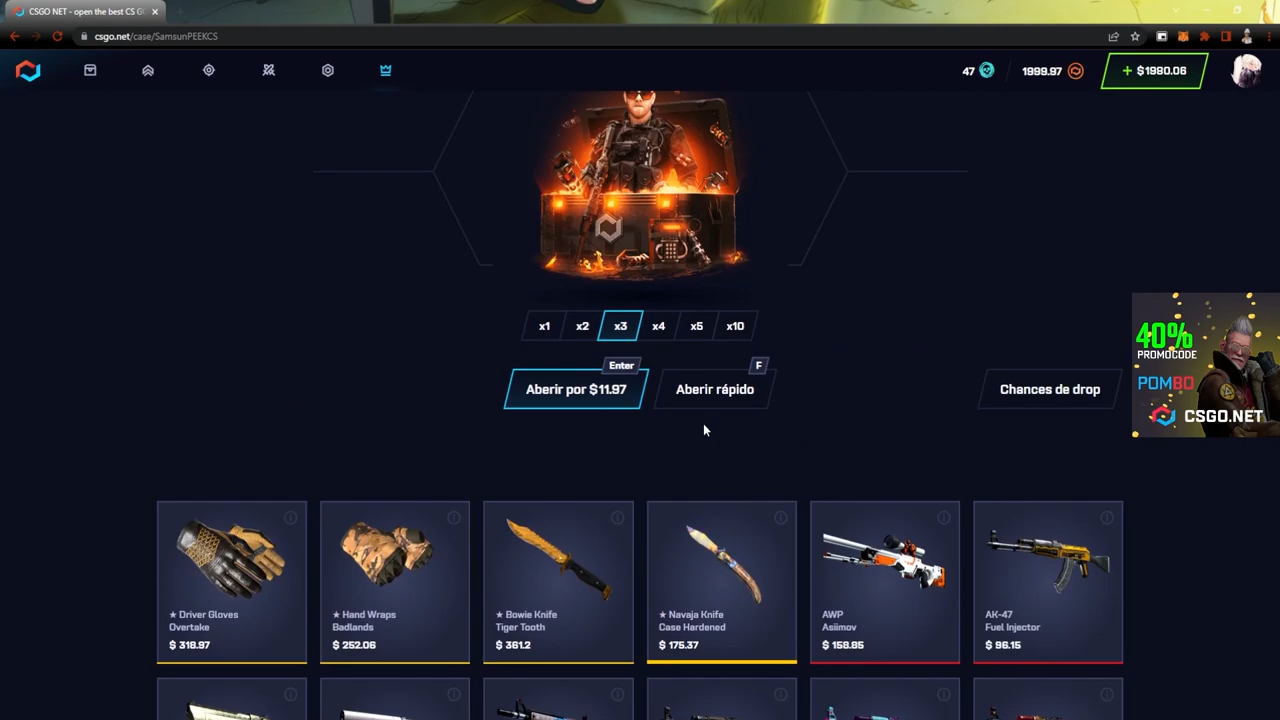 CSGO NET - open the best CS G
csgo.net/case/SamsunPEEKCS
47
1999.97
+ $1980.06
x1
x2
x3
x4
x5
x10
Enter
F
Aberir por $11.97
Aberir rápido
Chances de drop
40%
PROMOCODE
POMBO
CSGO.NET
★ Driver Gloves
Overtake
$ 318.97
★ Hand Wraps
Badlands
$ 252.06
★ Bowie Knife
Tiger Tooth
$ 361.2
★ Navaja Knife
Case Hardened
$ 175.37
AWP
Asiimov
$ 158.85
AK-47
Fuel Injector
$ 96.15